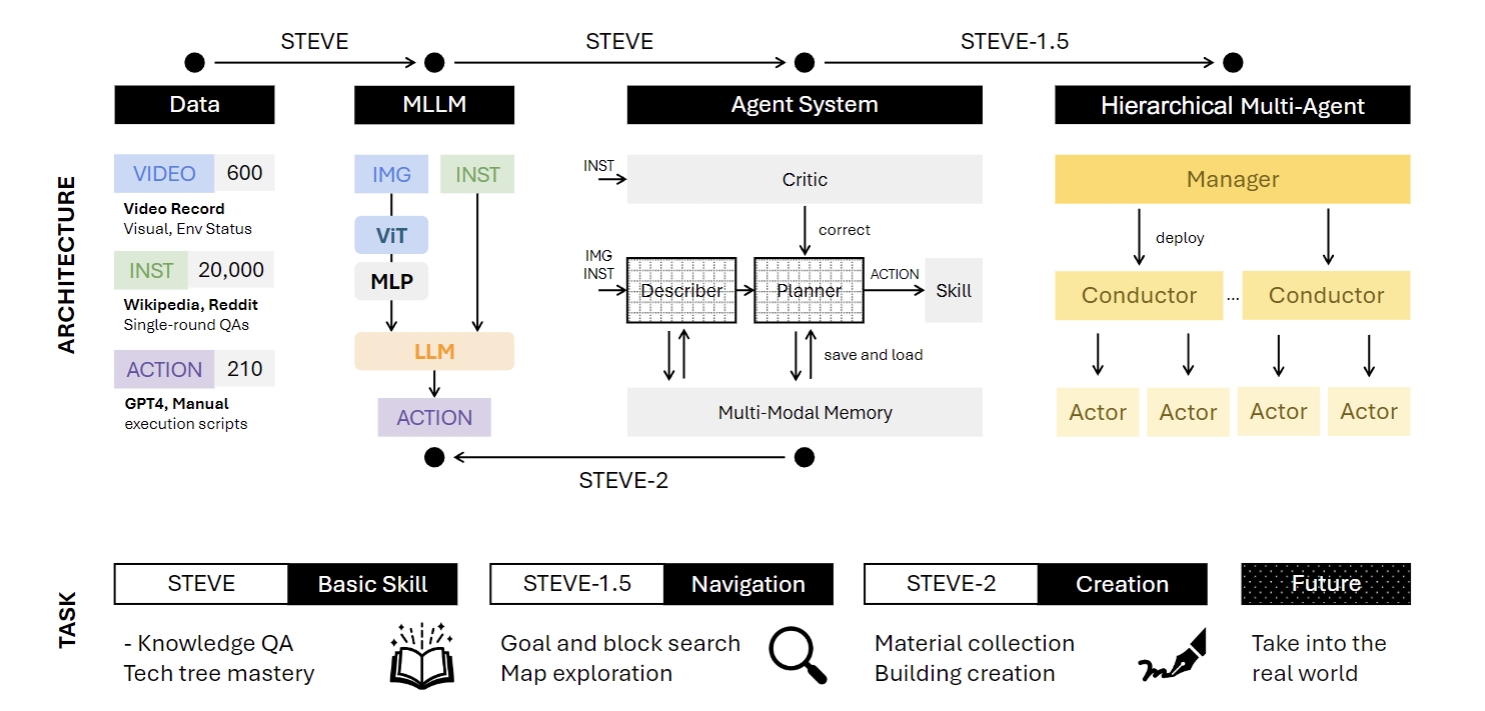 STEVE
STEVE
STEVE-1.5
Data
MLLM
Agent System
Hierarchical Multi-Agent
ARCHITECTURE
VIDEO 600
Video Record
Visual, Env Status
INST 20,000
Wikipedia, Reddit
Single-round QAs
ACTION 210
GPT4, Manual
execution scripts
IMG
INST
ViT
MLP
LLM
ACTION
INST
Critic
correct
IMG
INST
Describer
Planner
ACTION
Skill
save and load
Multi-Modal Memory
STEVE-2
Manager
deploy
Conductor ... Conductor
Actor Actor Actor Actor
TASK
STEVE Basic Skill
- Knowledge QA
Tech tree mastery
STEVE-1.5 Navigation
Goal and block search
Map exploration
STEVE-2 Creation
Material collection
Building creation
Future
Take into the
real world